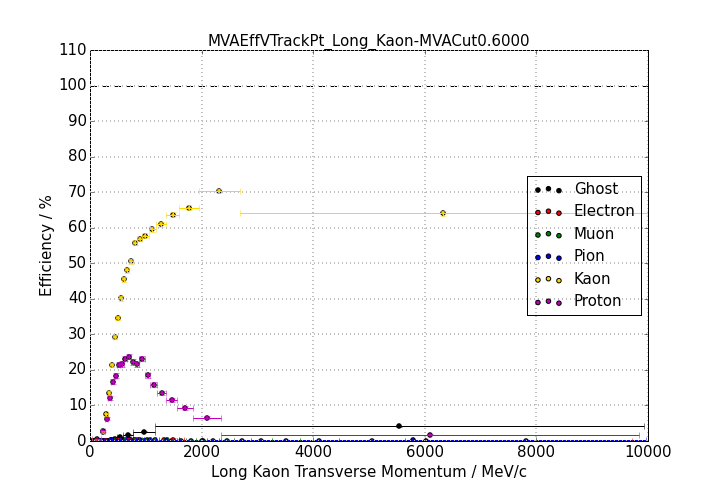 MVAEffVTrackPt_Long_Kaon-MVACut0.6000
110
100
90
80
70
60
50
40
30
20
10
0
Efficiency / %
Ghost
Electron
Muon
Pion
Kaon
Proton
0 2000 4000 6000 8000 10000
Long Kaon Transverse Momentum / MeV/c